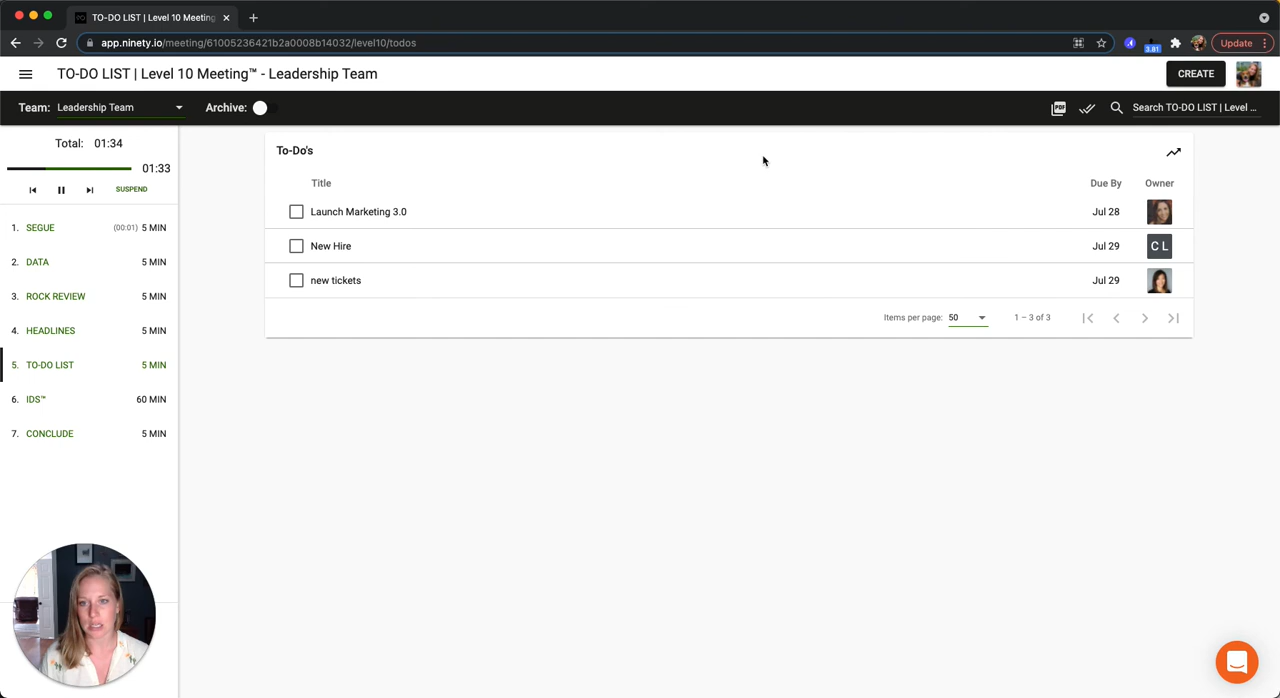 TO-DO LIST | Level 10 Meeting
app.ninety.io/meeting/61005236421b2a0008b14032/level10/todos
3.81
Update
TO-DO LIST | Level 10 Meeting™ - Leadership Team
CREATE
Team: Leadership Team
Archive:
PDF
Search TO-DO LIST | Level ...
Total: 01:34
01:33
SUSPEND
1. SEGUE (00:01) 5 MIN
2. DATA 5 MIN
3. ROCK REVIEW 5 MIN
4. HEADLINES 5 MIN
5. TO-DO LIST 5 MIN
6. IDS™ 60 MIN
7. CONCLUDE 5 MIN
To-Do's
Title Due By Owner
Launch Marketing 3.0 Jul 28
New Hire Jul 29 C L
new tickets Jul 29
Items per page: 50 1 – 3 of 3